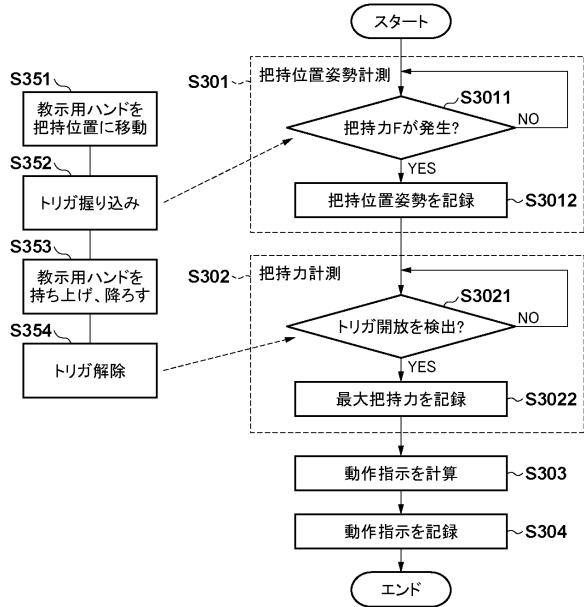 スタート
S301
把持位置姿勢計測
S3011
把持力Fが発生?
NO
YES
把持位置姿勢を記録
S3012
S302
把持力計測
S3021
トリガ開放を検出?
NO
YES
最大把持力を記録
S3022
動作指示を計算
S303
動作指示を記録
S304
エンド
S351
教示用ハンドを
把持位置に移動
S352
トリガ握り込み
S353
教示用ハンドを
持ち上げ、降ろす
S354
トリガ解除